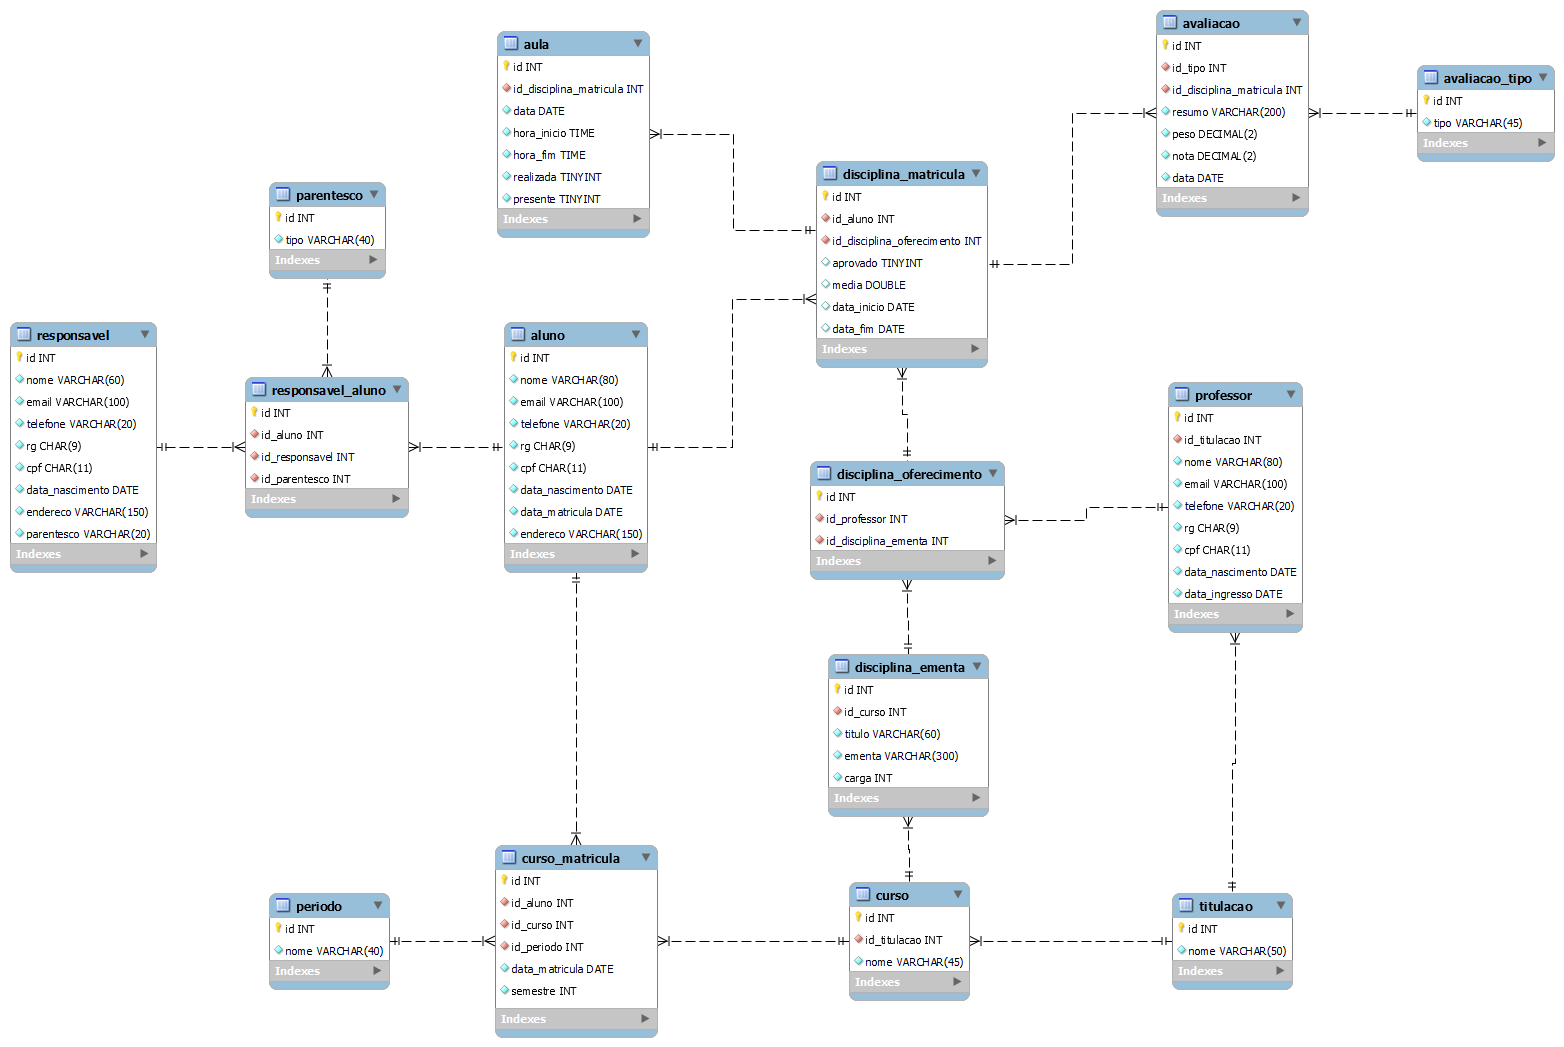 aula
id INT
id_disciplina_matricula INT
data DATE
hora_inicio TIME
hora_fim TIME
realizada TINYINT
presente TINYINT
Indexes
avaliacao
id INT
id_tipo INT
id_disciplina_matricula INT
resumo VARCHAR(200)
peso DECIMAL(2)
nota DECIMAL(2)
data DATE
Indexes
avaliacao_tipo
id INT
tipo VARCHAR(45)
Indexes
parentesco
id INT
tipo VARCHAR(40)
Indexes
disciplina_matricula
id INT
id_aluno INT
id_disciplina_oferecimento INT
aprovado TINYINT
media DOUBLE
data_inicio DATE
data_fim DATE
Indexes
responsavel
id INT
nome VARCHAR(60)
email VARCHAR(100)
telefone VARCHAR(20)
rg CHAR(9)
cpf CHAR(11)
data_nascimento DATE
endereco VARCHAR(150)
parentesco VARCHAR(20)
Indexes
responsavel_aluno
id INT
id_aluno INT
id_responsavel INT
id_parentesco INT
Indexes
aluno
id INT
nome VARCHAR(80)
email VARCHAR(100)
telefone VARCHAR(20)
rg CHAR(9)
cpf CHAR(11)
data_nascimento DATE
data_matricula DATE
endereco VARCHAR(150)
Indexes
professor
id INT
id_titulacao INT
nome VARCHAR(80)
email VARCHAR(100)
telefone VARCHAR(20)
rg CHAR(9)
cpf CHAR(11)
data_nascimento DATE
data_ingresso DATE
Indexes
disciplina_oferecimento
id INT
id_professor INT
id_disciplina_ementa INT
Indexes
disciplina_ementa
id INT
id_curso INT
titulo VARCHAR(60)
ementa VARCHAR(300)
carga INT
Indexes
periodo
id INT
nome VARCHAR(40)
Indexes
curso_matricula
id INT
id_aluno INT
id_curso INT
id_periodo INT
data_matricula DATE
semestre INT
Indexes
curso
id INT
id_titulacao INT
nome VARCHAR(45)
Indexes
titulacao
id INT
nome VARCHAR(50)
Indexes